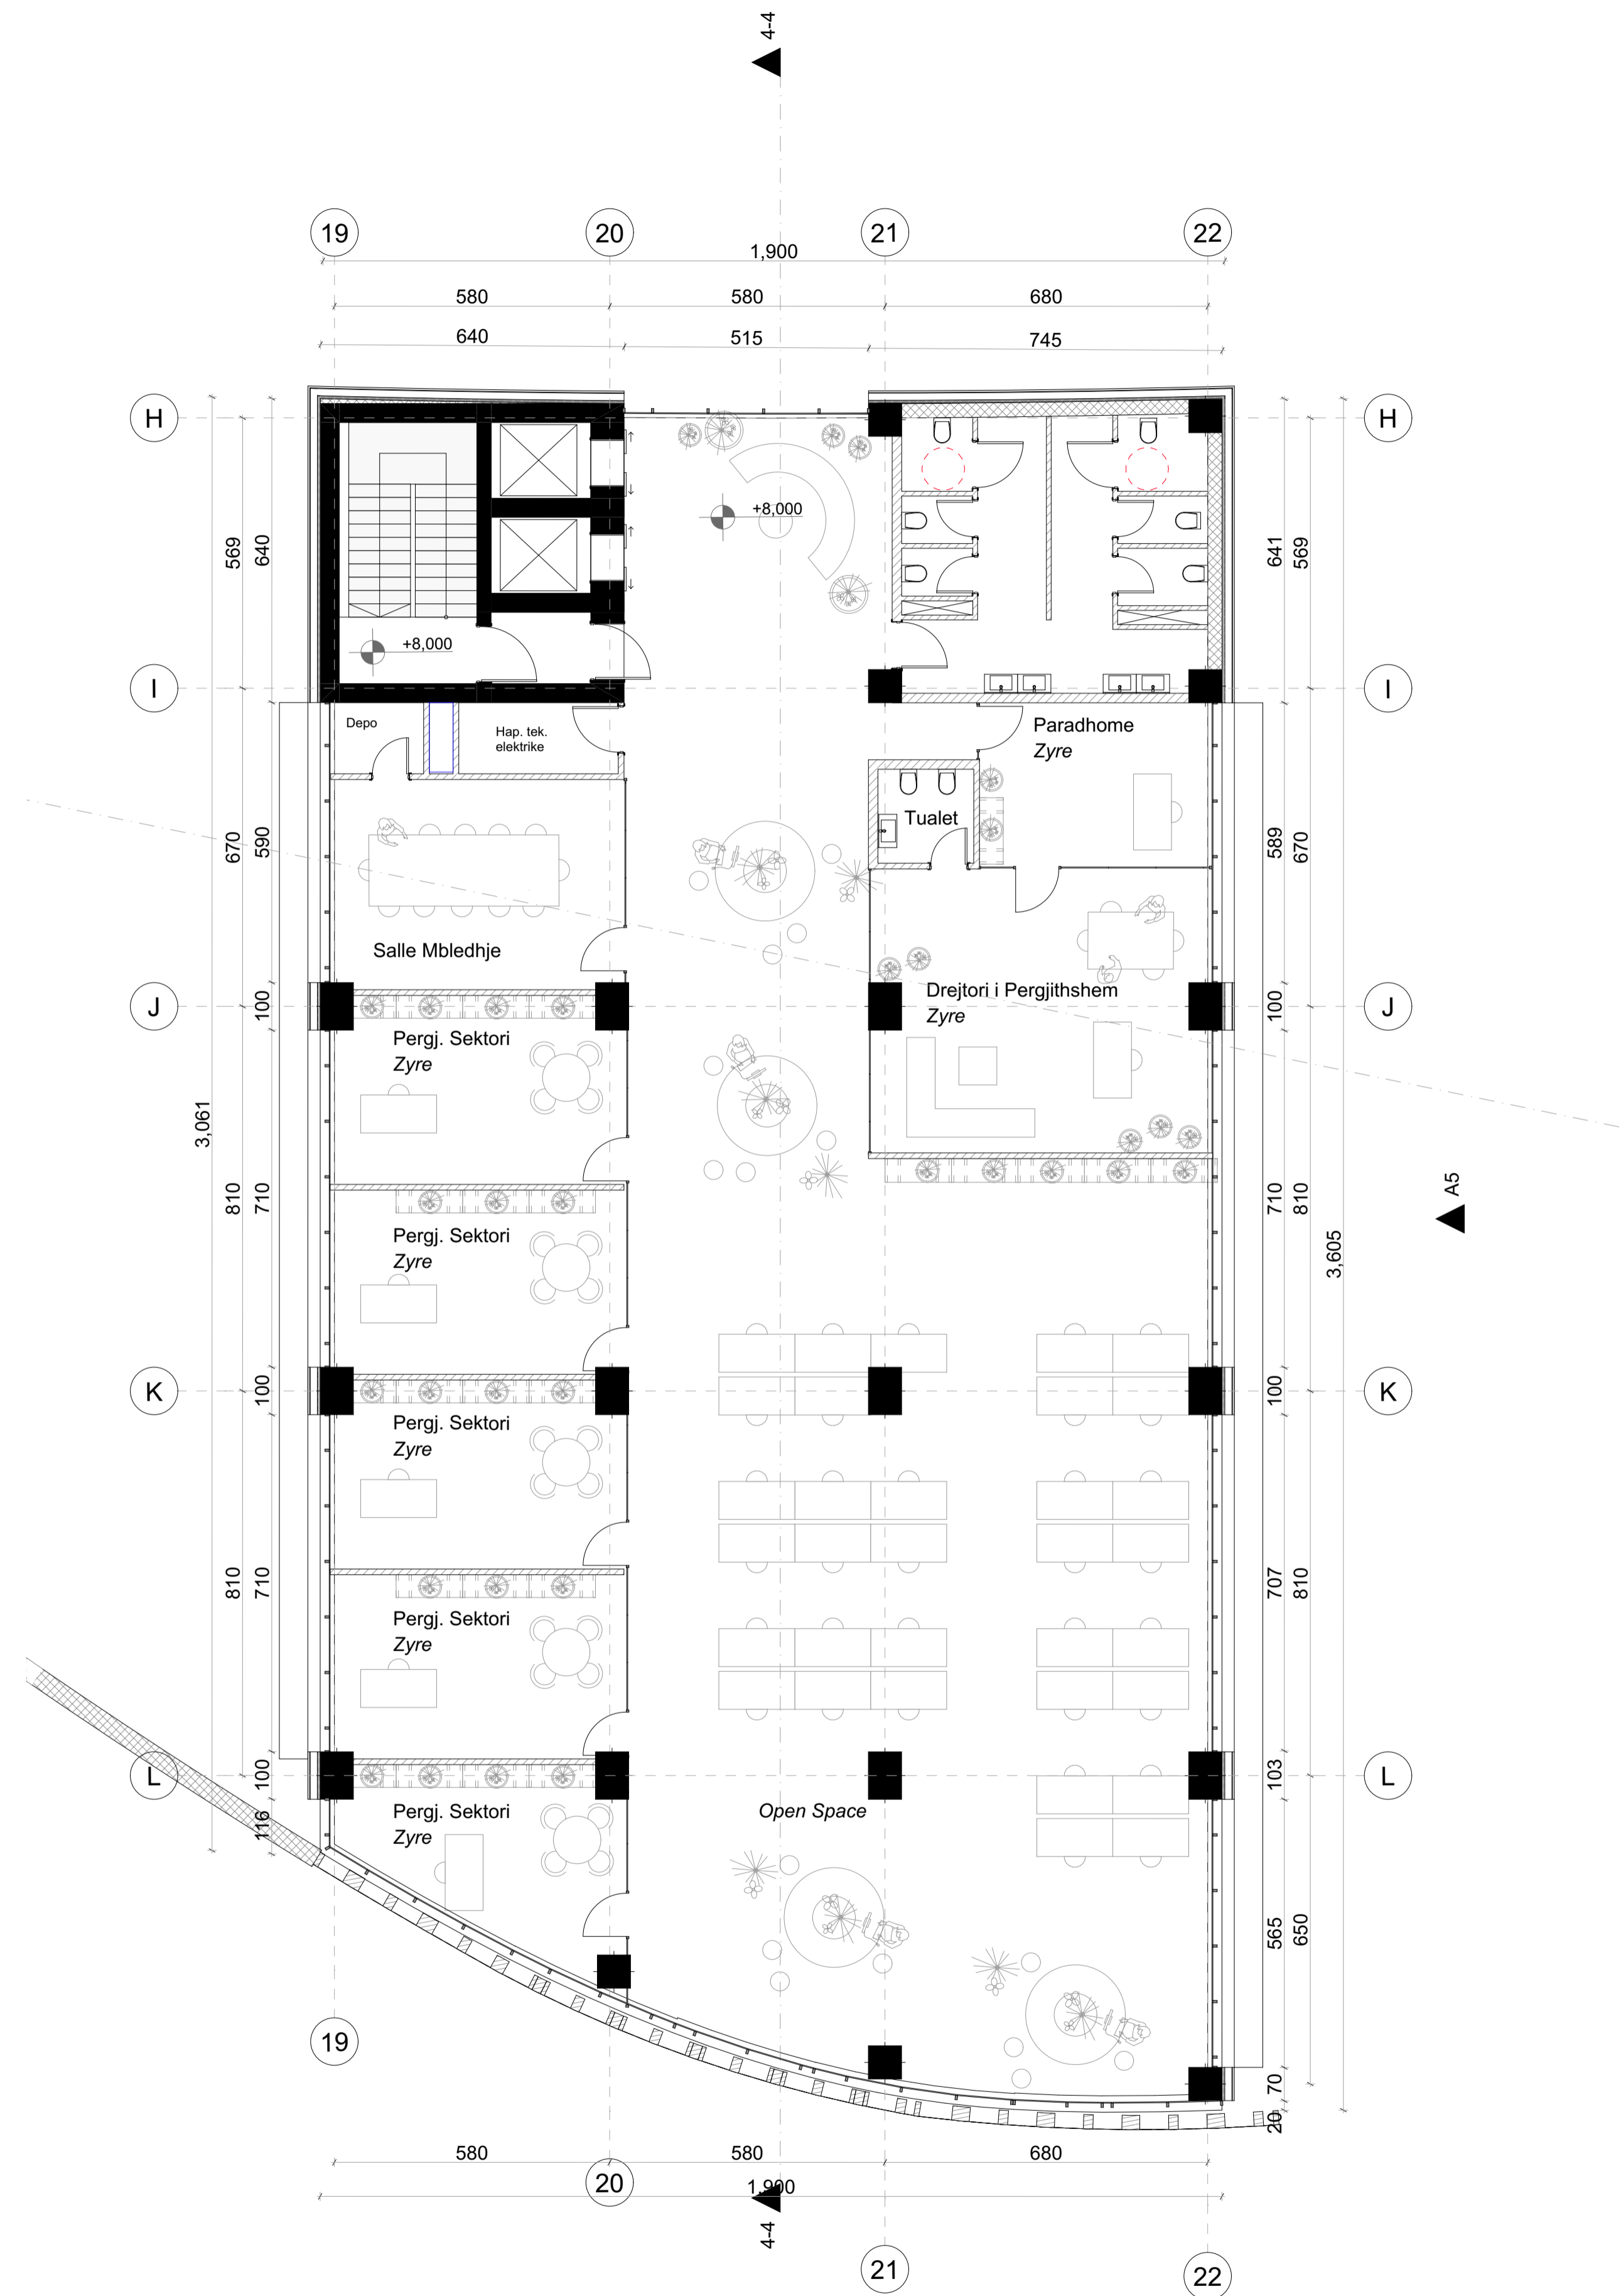 4-4
19
20
21
22
1,900
580
580
680
640
515
745
H
H
+8,000
569
640
641
569
+8,000
I
I
Depo
Hap. tek.
elektrike
Paradhome
Zyre
Tualet
670
590
589
670
Salle Mbledhje
Drejtori i Pergjithshem
Zyre
J
100
100
J
Pergj. Sektori
Zyre
3,061
810
710
710
810
A5
3,605
Pergj. Sektori
Zyre
K
100
100
K
Pergj. Sektori
Zyre
810
710
707
810
Pergj. Sektori
Zyre
L
100
103
L
116
Pergj. Sektori
Zyre
Open Space
565
650
19
70
20
580
580
680
20
1,900
4-4
21
22